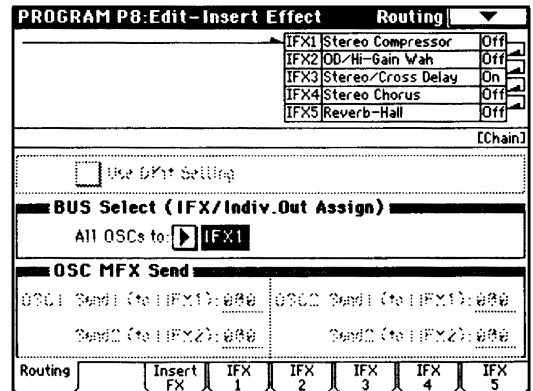 PROGRAM P8:Edit-Insert Effect Routing
IFX1 Stereo Compressor Off
IFX2 OD/Hi-Gain Wah Off
IFX3 Stereo/Cross Delay On
IFX4 Stereo Chorus Off
IFX5 Reverb-Hall Off
[Chain]
Use DKit Setting
BUS Select (IFX/Indiv.Out Assign)
All OSCs to: IFX1
OSC MFX Send
OSC1 Send1 (to MFX1): 000 OSC2 Send1 (to MFX1): 000
Send2 (to MFX2): 000 Send2 (to MFX2): 000
Routing Insert FX IFX 1 IFX 2 IFX 3 IFX 4 IFX 5